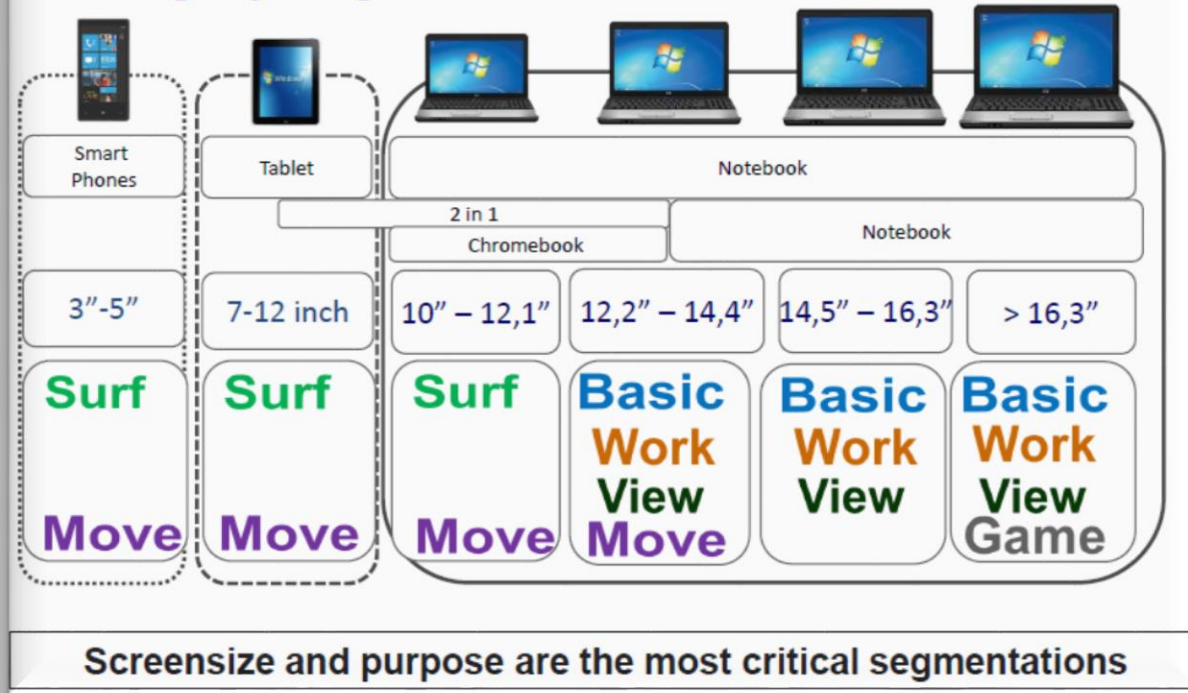 Smart
Phones
Tablet
Notebook
2 in 1
Chromebook
Notebook
3”-5”
7-12 inch
10” – 12,1”
12,2” – 14,4”
14,5” – 16,3”
> 16,3”
Surf
Move
Surf
Move
Surf
Move
Basic
Work
View
Move
Basic
Work
View
Basic
Work
View
Game
Screensize and purpose are the most critical segmentations